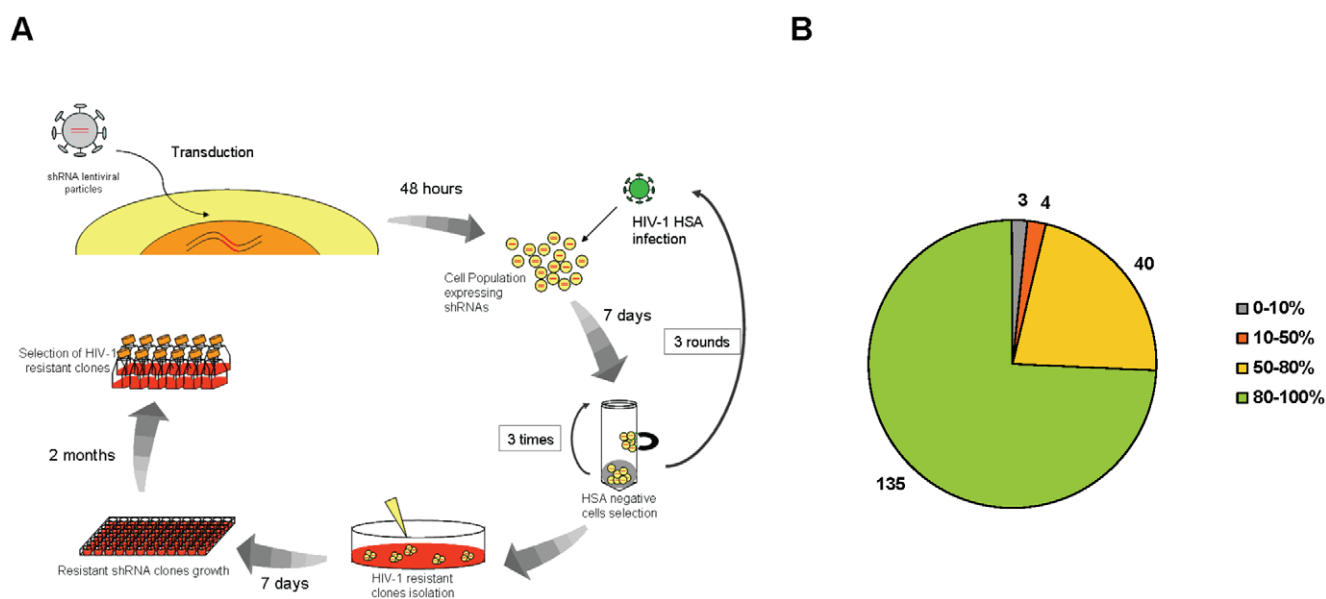 A
B
Transduction
shRNA lentiviral
particles
48 hours
HIV-1 HSA
infection
Cell Population
expressing
shRNAs
7 days
3 rounds
3 times
HSA negative
cells selection
HIV-1 resistant
clones isolation
7 days
Resistant shRNA clones growth
2 months
Selection of HIV-1
resistant clones
3
4
40
135
0-10%
10-50%
50-80%
80-100%